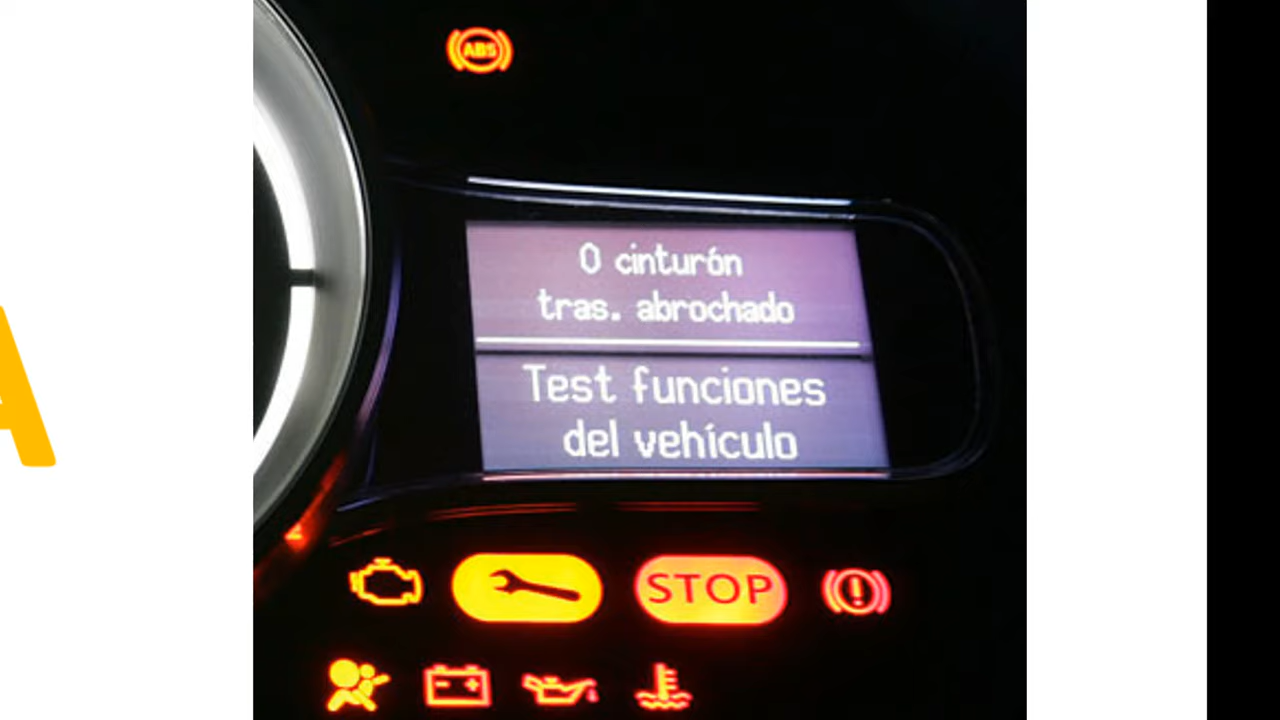 A
ABS
0 cinturón
tras. abrochado
Test funciones
del vehículo
STOP